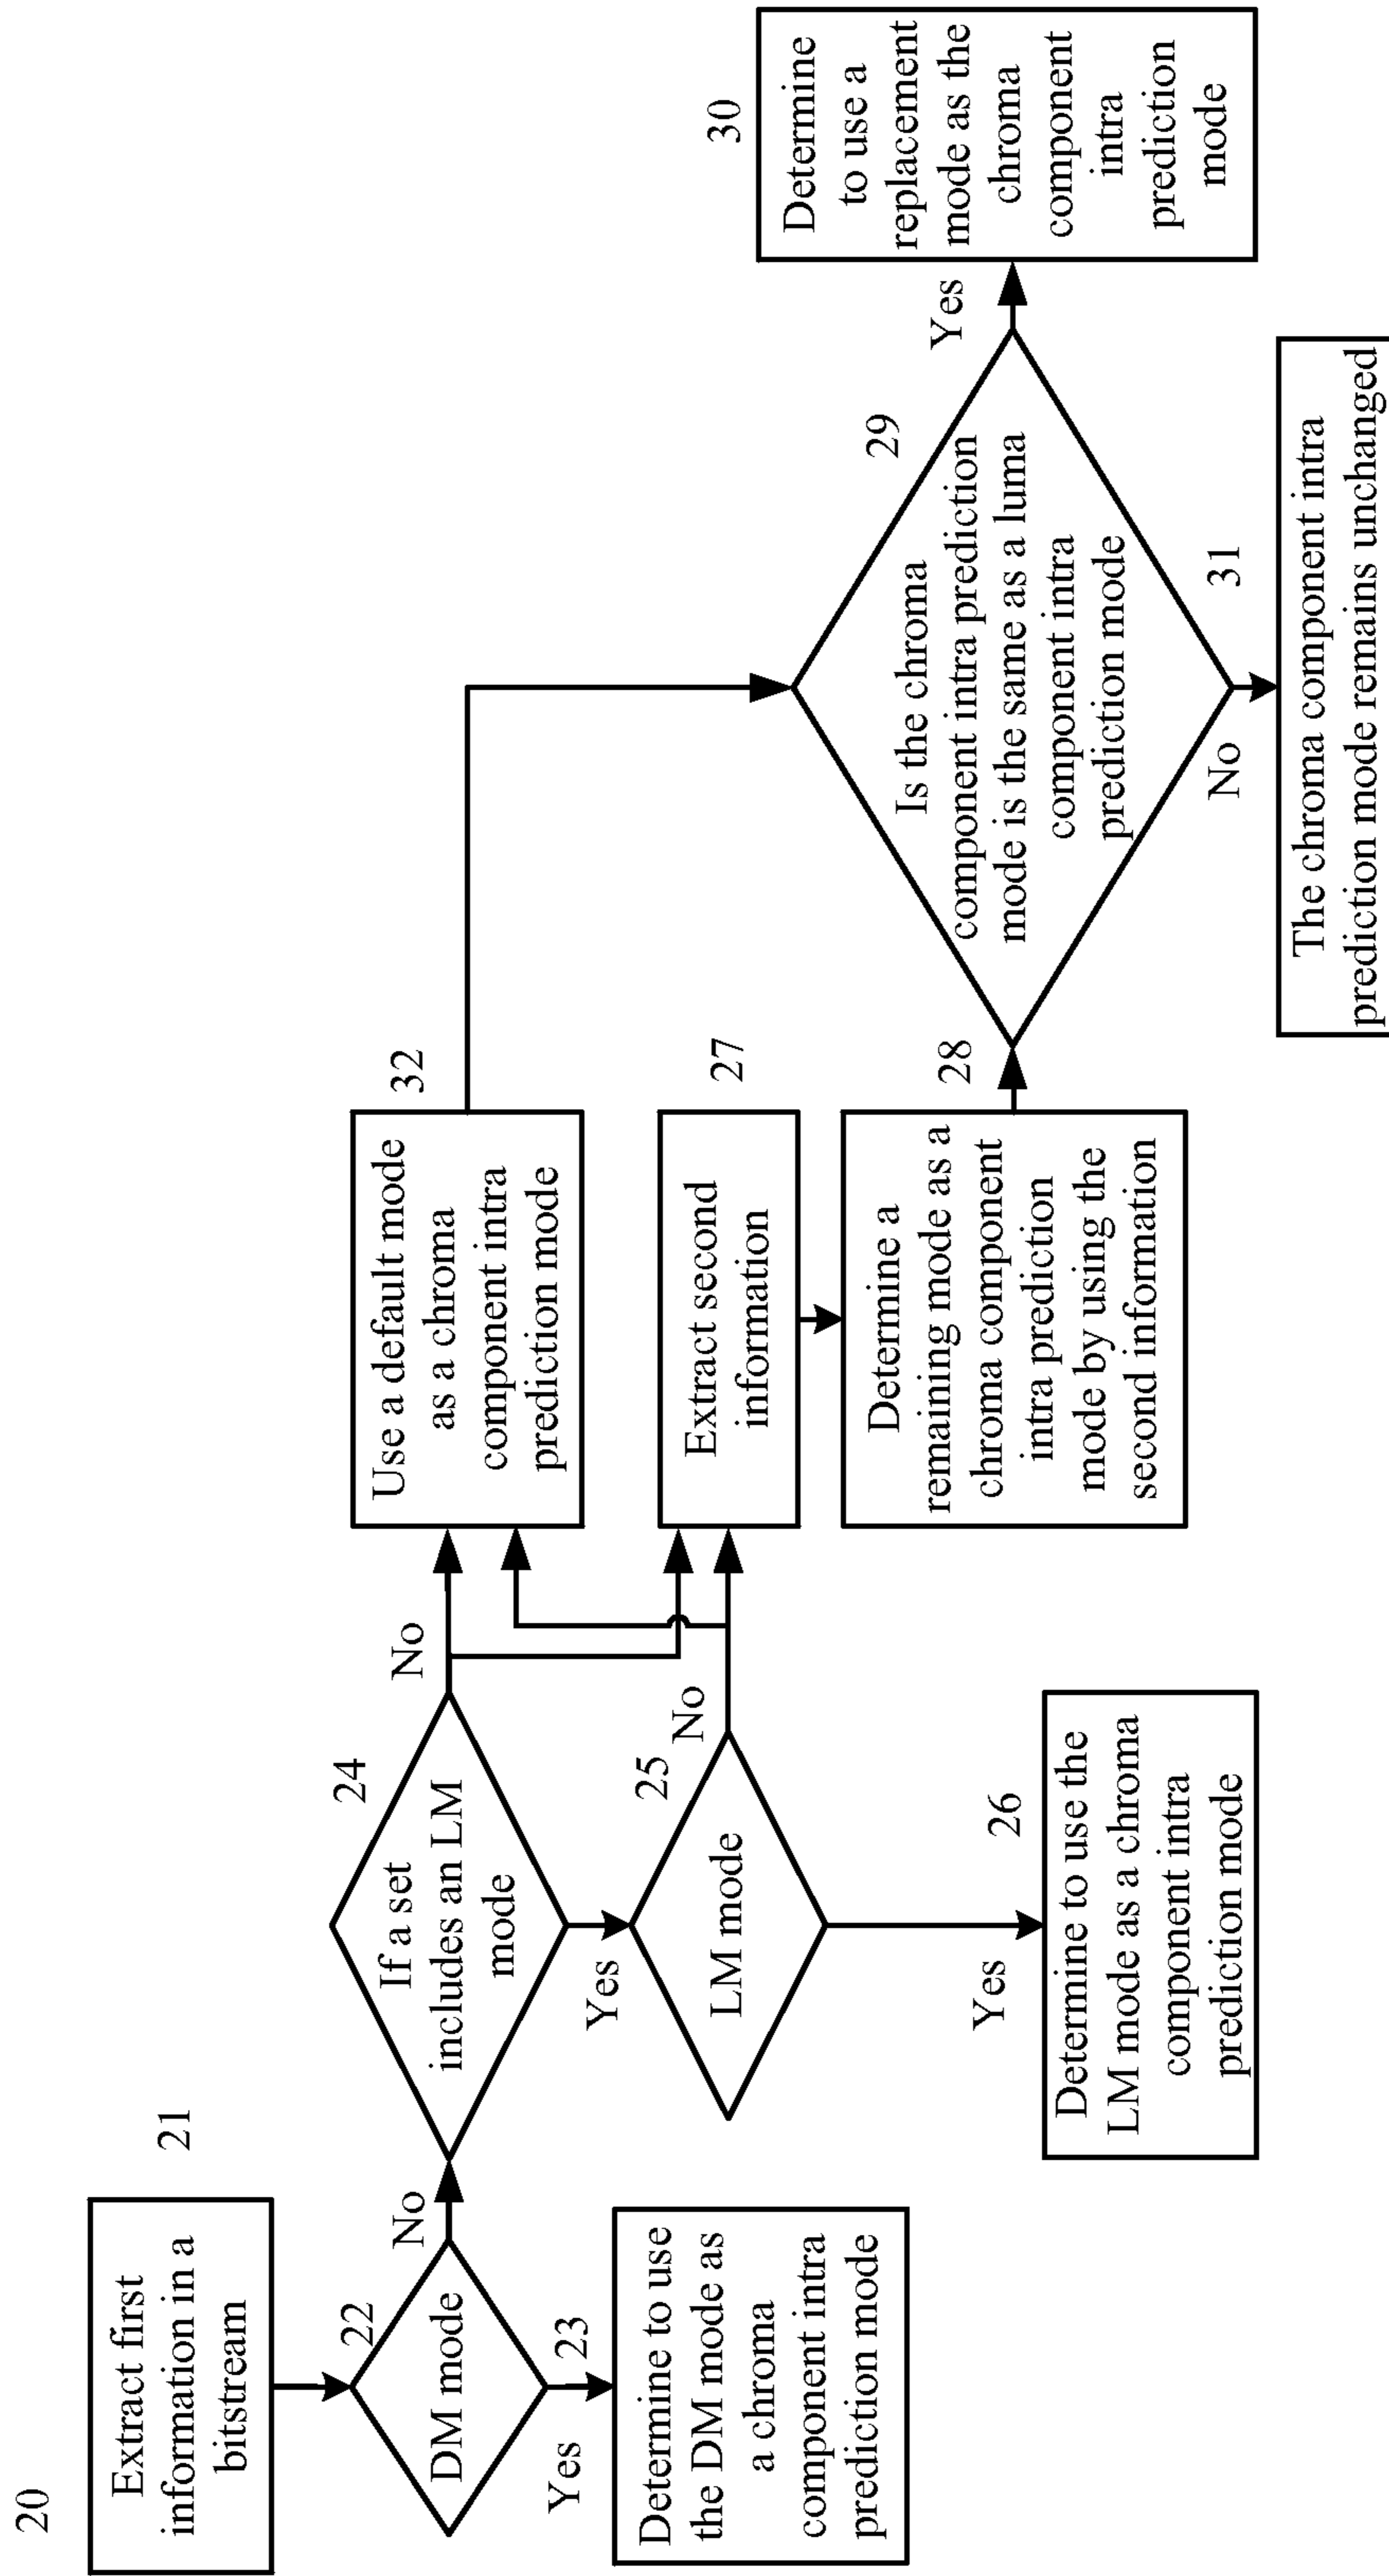 20
21
Extract first
information in a
bitstream
22
DM mode
No
Yes
23
Determine to use
the DM mode as
a chroma
component intra
prediction mode
24
If a set
includes an LM
mode
No
Yes
25
LM mode
No
Yes
26
Determine to use the
LM mode as a chroma
component intra
prediction mode
32
Use a default mode
as a chroma
component intra
prediction mode
27
Extract second
information
28
Determine a
remaining mode as a
chroma component
intra prediction
mode by using the
second information
29
Is the chroma
component intra prediction
mode is the same as a luma
component intra
prediction mode
Yes
No
30
Determine
to use a
replacement
mode as the
chroma
component
intra
prediction
mode
31
The chroma component intra
prediction mode remains unchanged